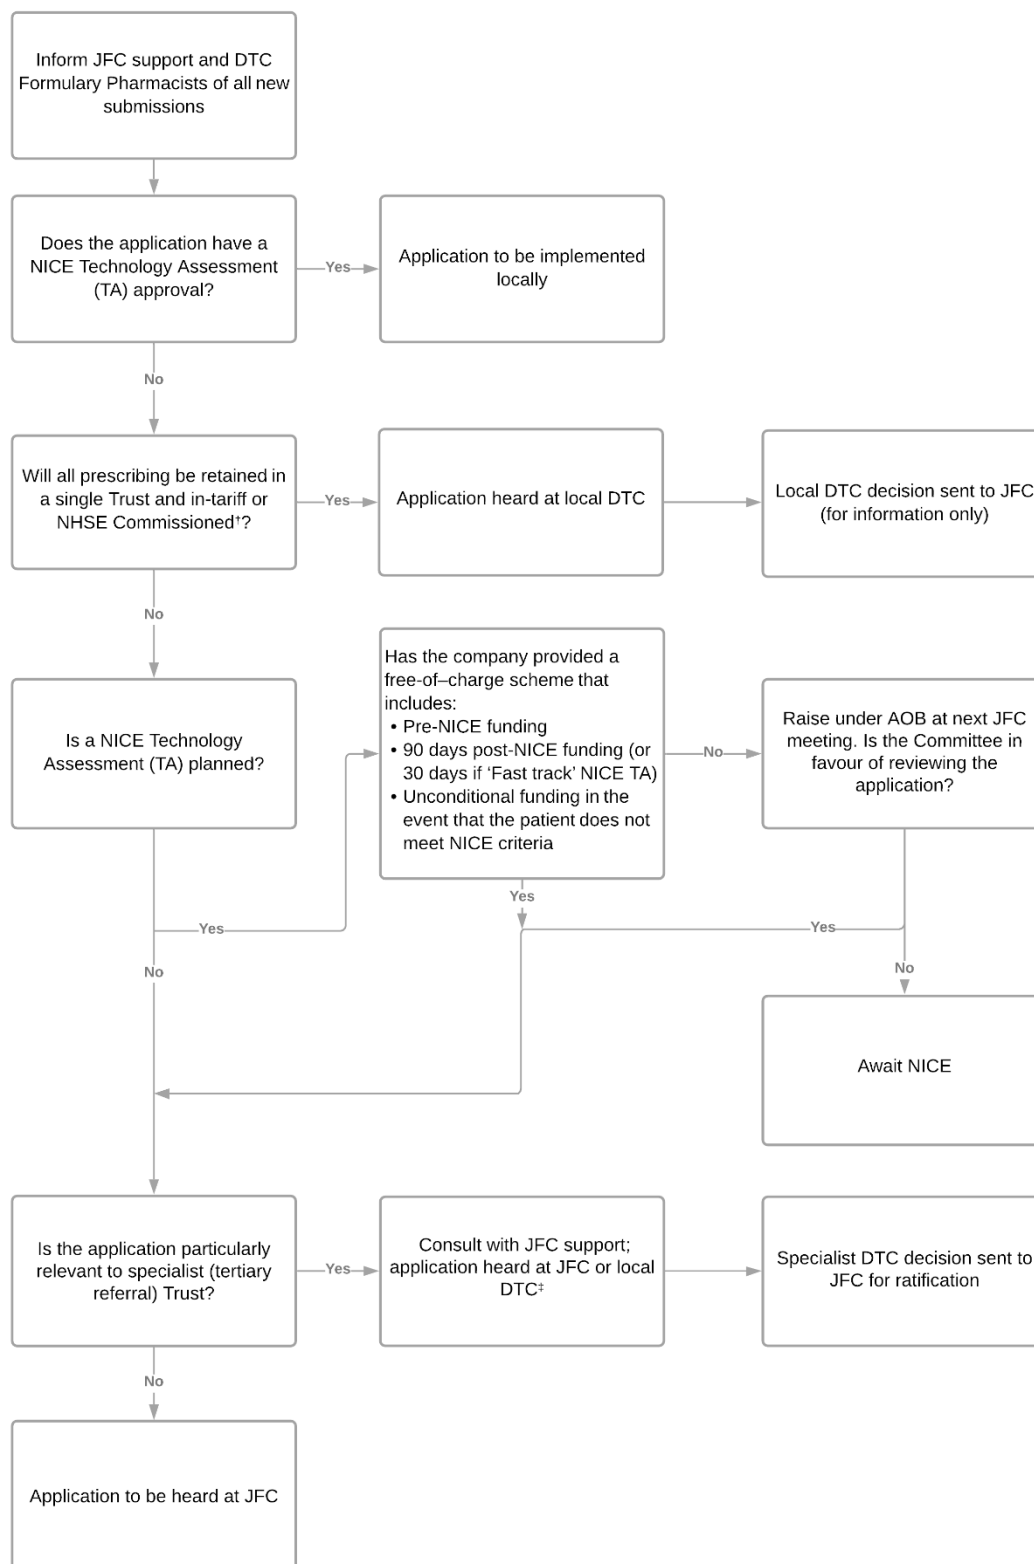 Inform JFC support and DTC
Formulary Pharmacists of all new
submissions
Does the application have a
NICE Technology Assessment
(TA) approval?
Yes
Application to be implemented
locally
No
Will all prescribing be retained in
a single Trust and in-tariff or
NHSE Commissioned†?
Yes
Application heard at local DTC
Local DTC decision sent to JFC
(for information only)
No
Is a NICE Technology
Assessment (TA) planned?
Has the company provided a
free-of–charge scheme that
includes:
• Pre-NICE funding
• 90 days post-NICE funding (or
30 days if ‘Fast track’ NICE TA)
• Unconditional funding in the
event that the patient does not
meet NICE criteria
No
Raise under AOB at next JFC
meeting. Is the Committee in
favour of reviewing the
application?
Yes
Yes
Yes
No
No
Await NICE
Is the application particularly
relevant to specialist (tertiary
referral) Trust?
Yes
Consult with JFC support;
application heard at JFC or local
DTC‡
Specialist DTC decision sent to
JFC for ratification
No
Application to be heard at JFC